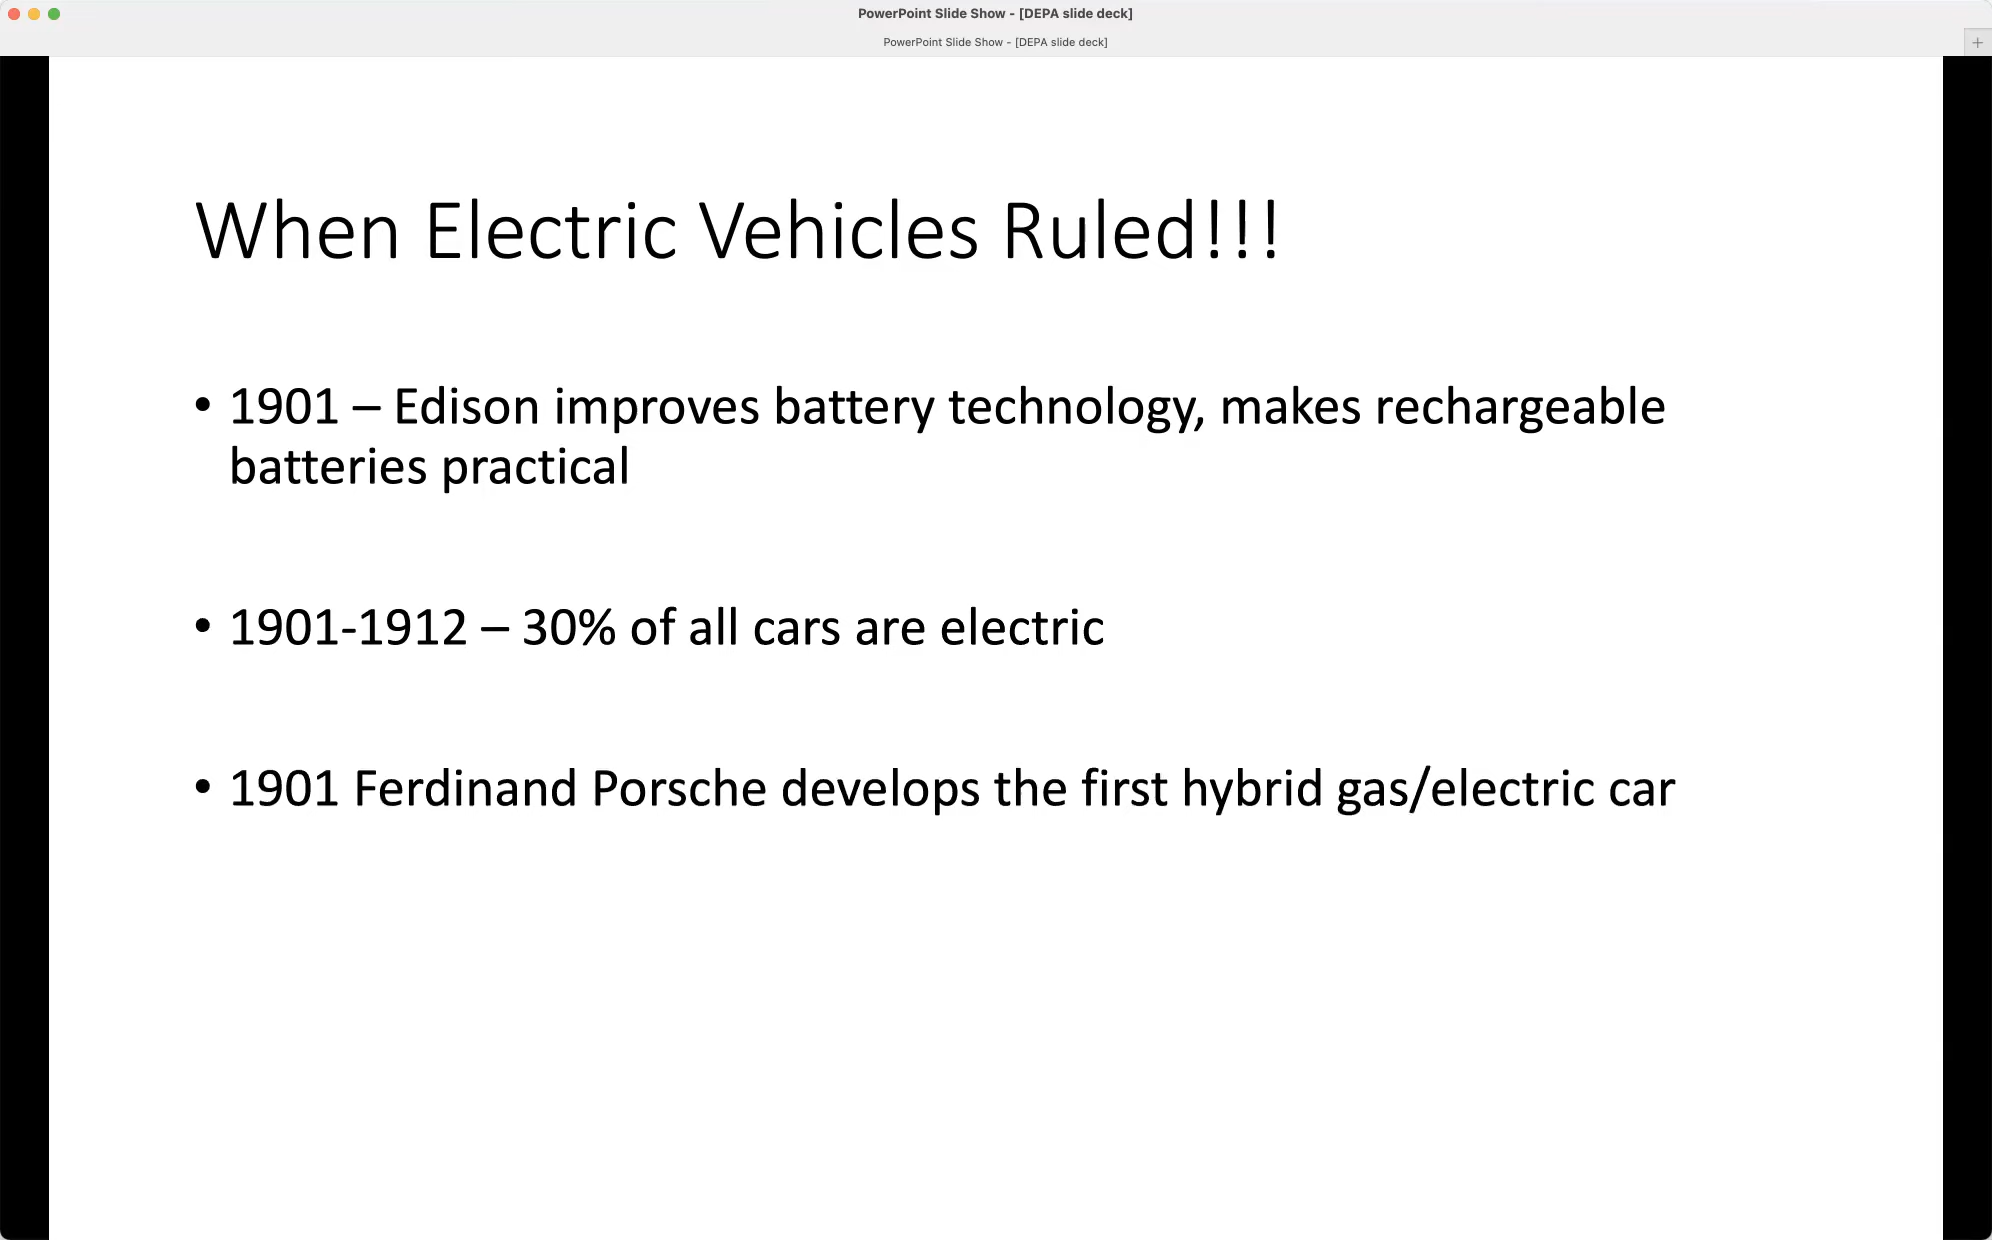 PowerPoint Slide Show - [DEPA slide deck]
PowerPoint Slide Show - [DEPA slide deck]
When Electric Vehicles Ruled!!!
• 1901 – Edison improves battery technology, makes rechargeable
batteries practical
• 1901-1912 – 30% of all cars are electric
• 1901 Ferdinand Porsche develops the first hybrid gas/electric car